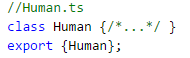 //Human.ts
class Human {/*...*/ }
export {Human};